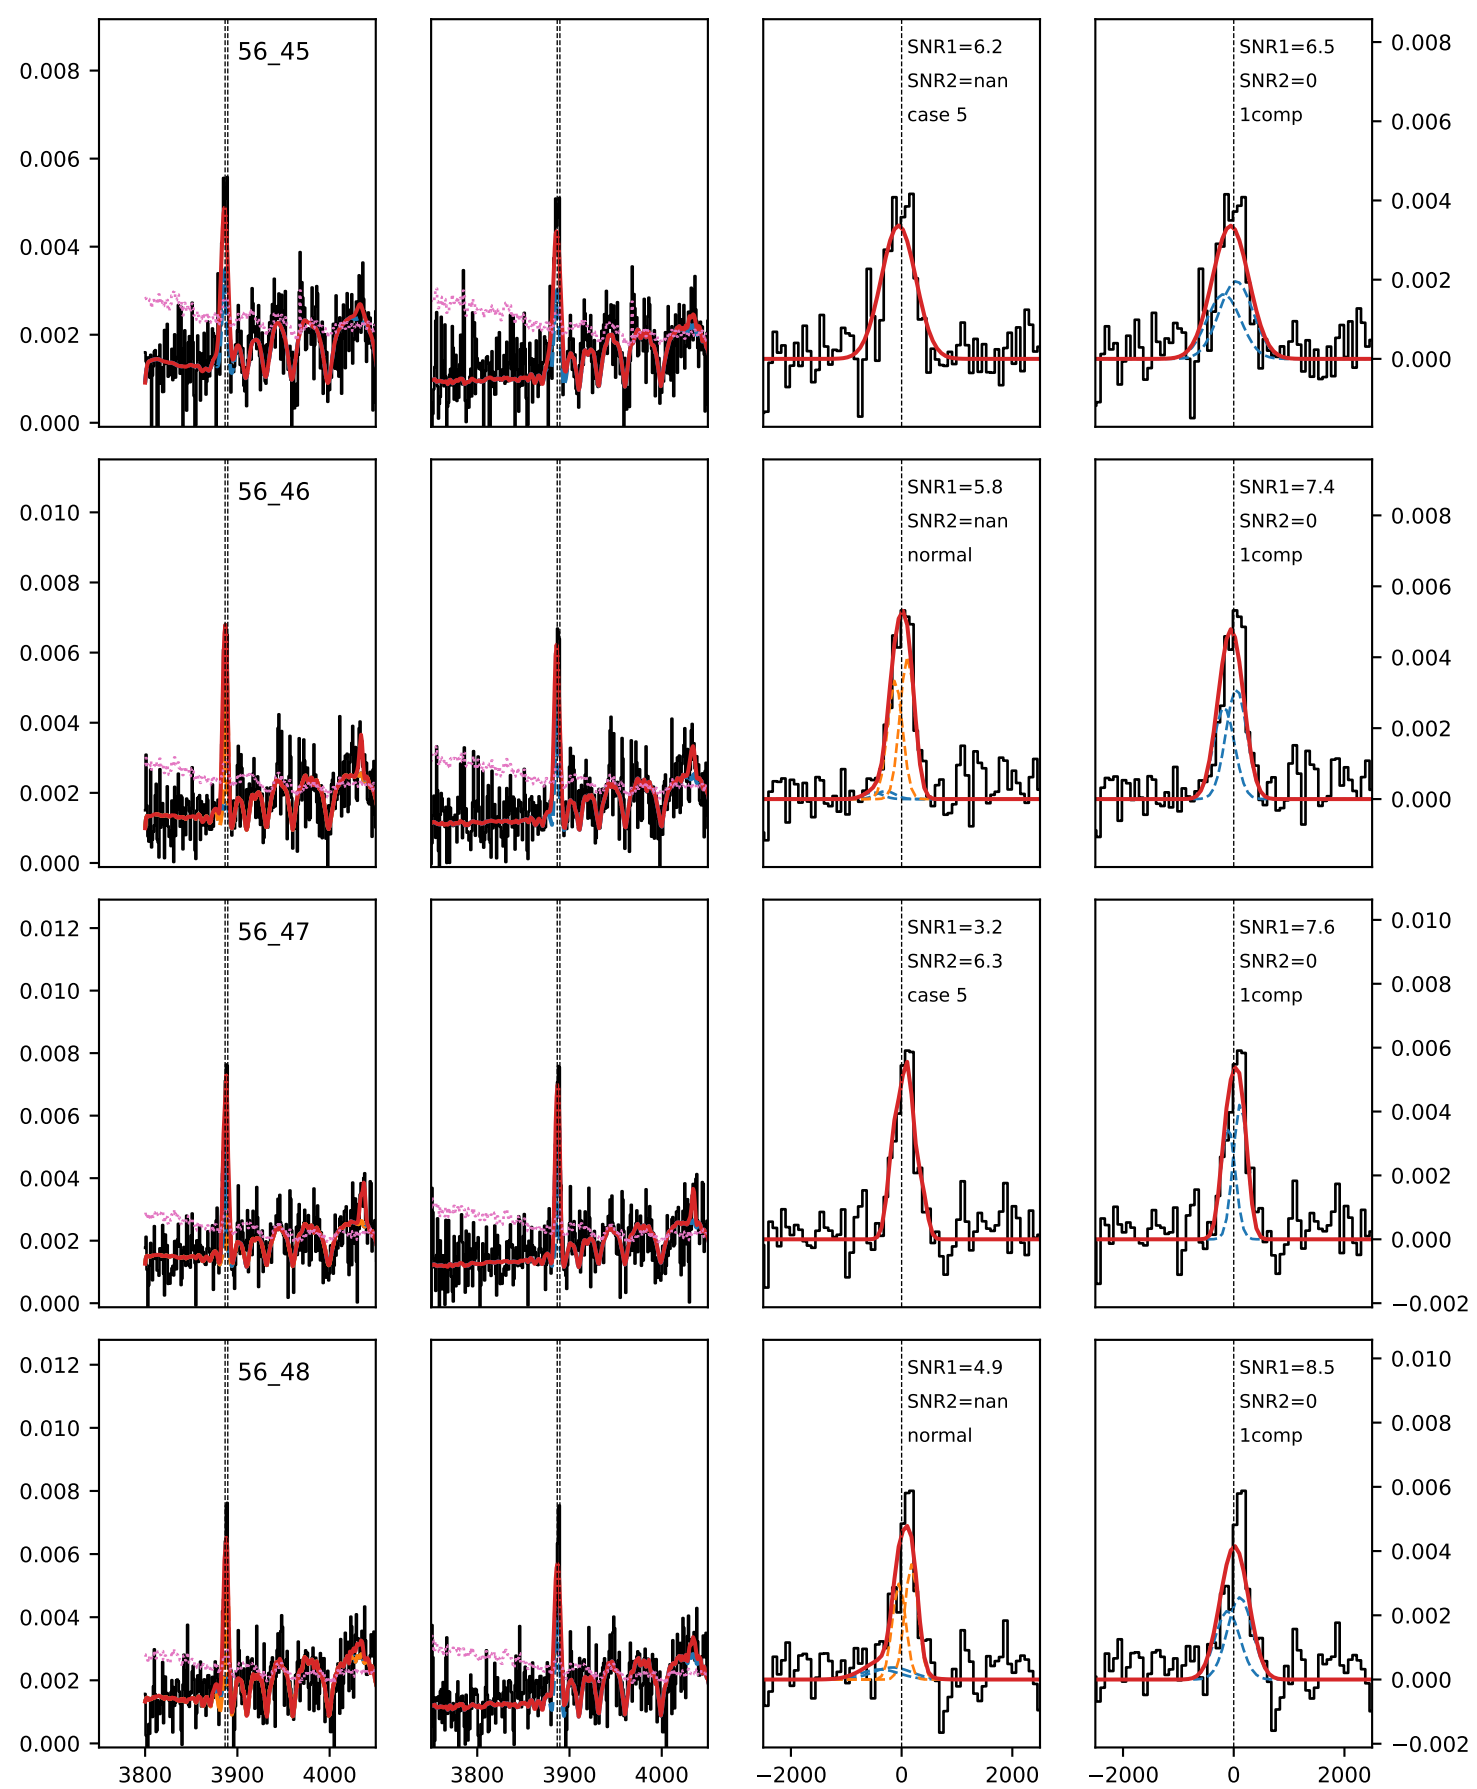 56_45
SNR1=6.2
SNR2=nan
case 5
SNR1=6.5
SNR2=0
1comp
0.008
0.006
0.004
0.002
0.000
0.008
0.006
0.004
0.002
0.000
56_46
SNR1=5.8
SNR2=nan
normal
SNR1=7.4
SNR2=0
1comp
0.010
0.008
0.006
0.004
0.002
0.000
0.008
0.006
0.004
0.002
0.000
56_47
SNR1=3.2
SNR2=6.3
case 5
SNR1=7.6
SNR2=0
1comp
0.012
0.010
0.008
0.006
0.004
0.002
0.000
0.010
0.008
0.006
0.004
0.002
0.000
−0.002
56_48
SNR1=4.9
SNR2=nan
normal
SNR1=8.5
SNR2=0
1comp
0.012
0.010
0.008
0.006
0.004
0.002
0.000
0.010
0.008
0.006
0.004
0.002
0.000
−0.002
3800 3900 4000
3800 3900 4000
−2000 0 2000
−2000 0 2000